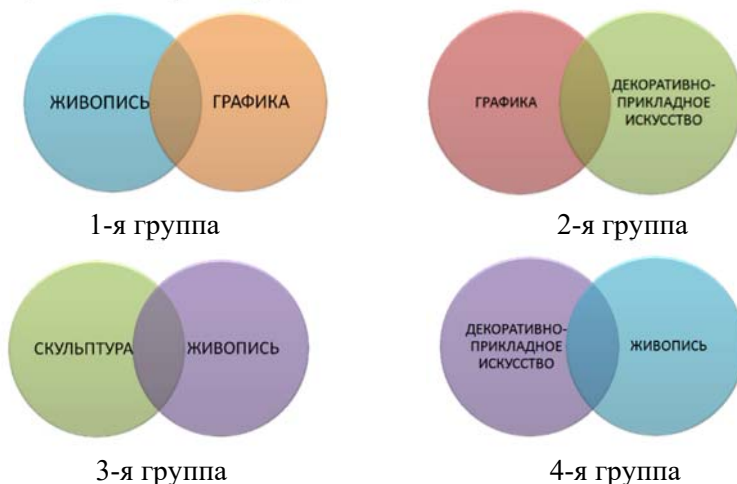 ЖИВОПИСЬ
ГРАФИКА
1-я группа
ГРАФИКА
ДЕКОРАТИВНО-
ПРИКЛАДНОЕ
ИСКУССТВО
2-я группа
СКУЛЬПТУРА
ЖИВОПИСЬ
3-я группа
ДЕКОРАТИВНО-
ПРИКЛАДНОЕ
ИСКУССТВО
ЖИВОПИСЬ
4-я группа